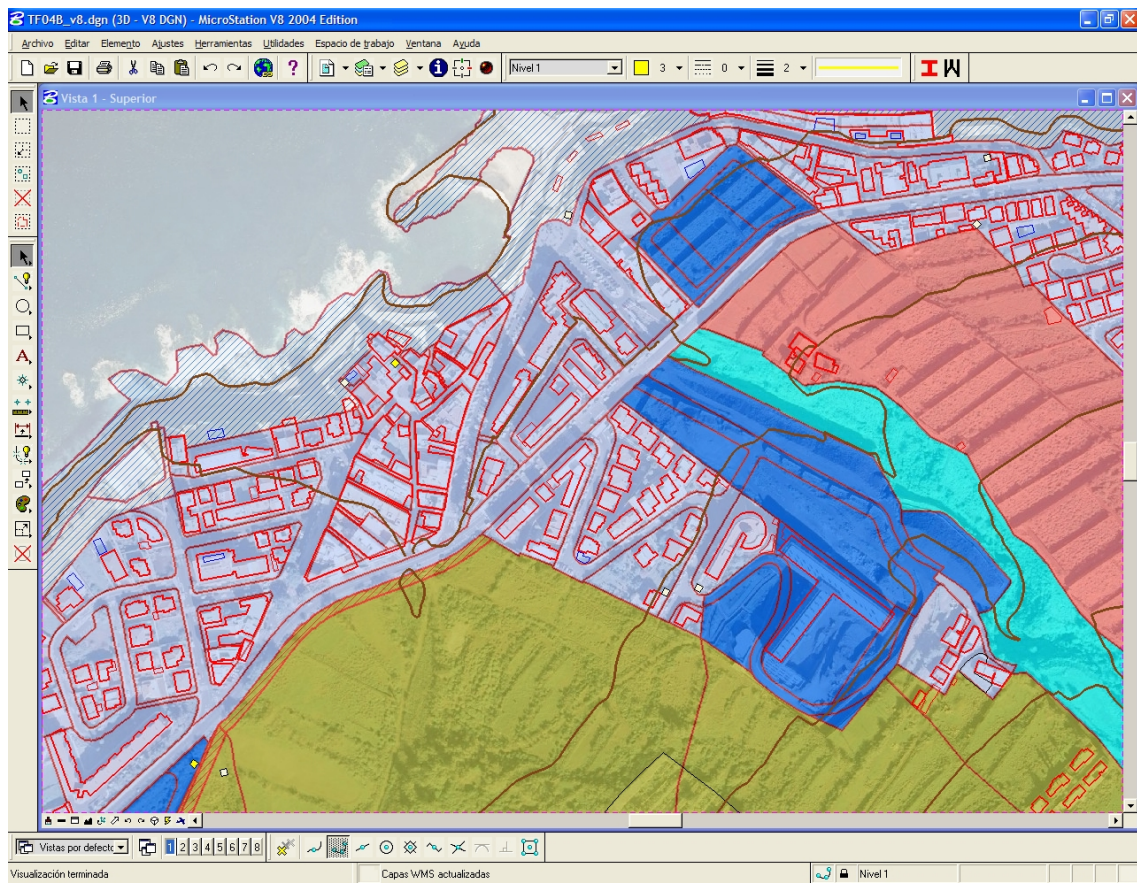 TF04B_v8.dgn (3D - V8 DGN) - MicroStation V8 2004 Edition
Archivo Editar Elemento Ajustes Herramientas Utilidades Espacio de trabajo Ventana Ayuda
Nivel 1 3 0 2
Vista 1 - Superior
Vistas por defecto 1 2 3 4 5 6 7 8
Visualización terminada Capas WMS actualizadas Nivel 1